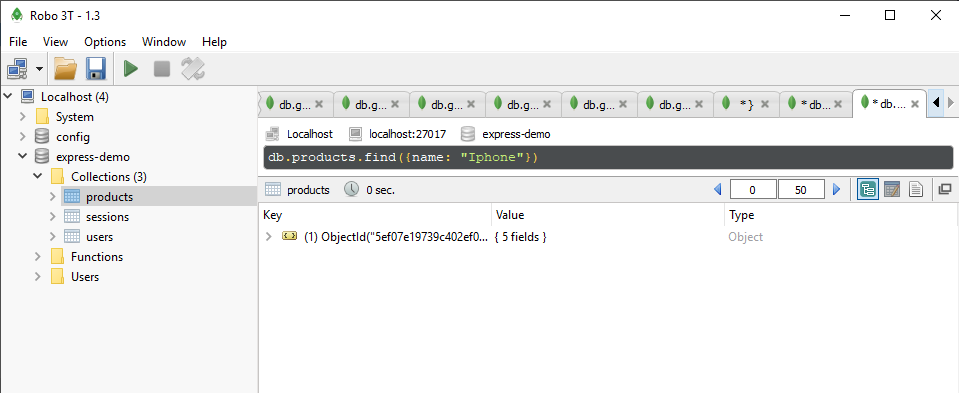 Robo 3T - 1.3
File View Options Window Help
Localhost (4)
System
config
express-demo
Collections (3)
products
sessions
users
Functions
Users
db.g... db.g... db.g... db.g... db.g... db.g... *} *db... *db....
Localhost localhost:27017 express-demo
db.products.find({name: "Iphone"})
products 0 sec. 0 50
Key Value Type
(1) ObjectId("5ef07e19739c402ef0... { 5 fields } Object